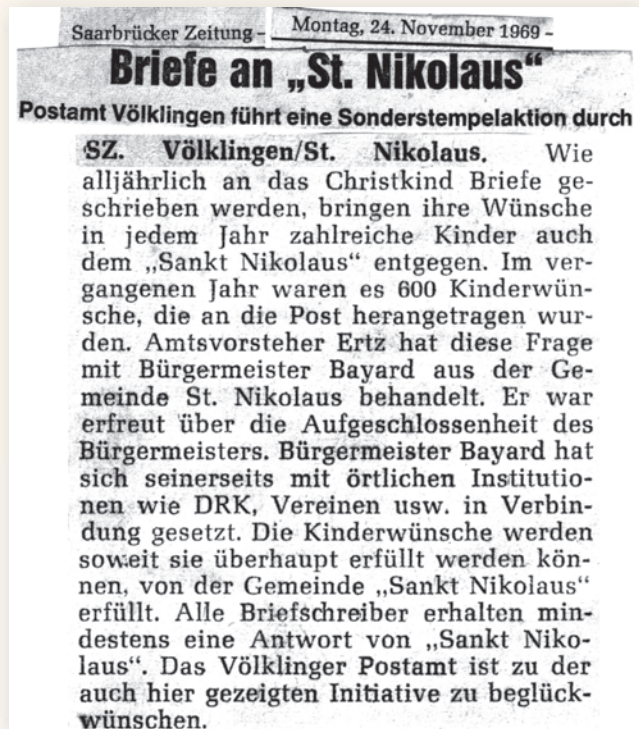 Saarbrücker Zeitung - Montag, 24. November 1969 -
Briefe an „St. Nikolaus“
Postamt Völklingen führt eine Sonderstempelaktion durch
SZ. Völklingen/St. Nikolaus. Wie
alljährlich an das Christkind Briefe ge-
schrieben werden, bringen ihre Wünsche
in jedem Jahr zahlreiche Kinder auch
dem „Sankt Nikolaus“ entgegen. Im ver-
gangenen Jahr waren es 600 Kinderwün-
sche, die an die Post herangetragen wur-
den. Amtsvorsteher Ertz hat diese Frage
mit Bürgermeister Bayard aus der Ge-
meinde St. Nikolaus behandelt. Er war
erfreut über die Aufgeschlossenheit des
Bürgermeisters. Bürgermeister Bayard hat
sich seinerseits mit örtlichen Institutio-
nen wie DRK, Vereinen usw. in Verbin-
dung gesetzt. Die Kinderwünsche werden
soweit sie überhaupt erfüllt werden kön-
nen, von der Gemeinde „Sankt Nikolaus“
erfüllt. Alle Briefschreiber erhalten min-
destens eine Antwort von „Sankt Niko-
laus“. Das Völklinger Postamt ist zu der
auch hier gezeigten Initiative zu beglück-
wünschen.